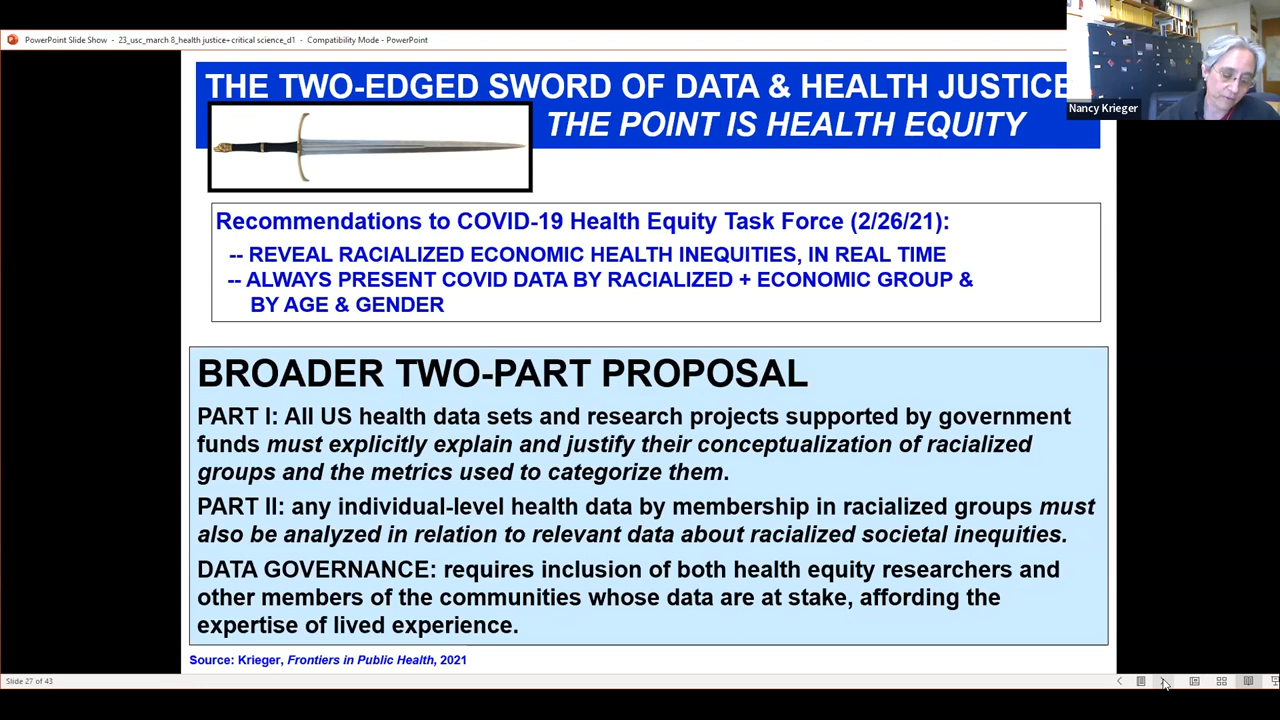 PowerPoint Slide Show - 23_usc_march 8_health justice+critical science_d1 - Compatibility Mode - PowerPoint
Nancy Krieger
THE TWO-EDGED SWORD OF DATA & HEALTH JUSTICE
THE POINT IS HEALTH EQUITY
Recommendations to COVID-19 Health Equity Task Force (2/26/21):
-- REVEAL RACIALIZED ECONOMIC HEALTH INEQUITIES, IN REAL TIME
-- ALWAYS PRESENT COVID DATA BY RACIALIZED + ECONOMIC GROUP &
BY AGE & GENDER
BROADER TWO-PART PROPOSAL
PART I: All US health data sets and research projects supported by government
funds must explicitly explain and justify their conceptualization of racialized
groups and the metrics used to categorize them.
PART II: any individual-level health data by membership in racialized groups must
also be analyzed in relation to relevant data about racialized societal inequities.
DATA GOVERNANCE: requires inclusion of both health equity researchers and
other members of the communities whose data are at stake, affording the
expertise of lived experience.
Source: Krieger, Frontiers in Public Health, 2021
Slide 27 of 43